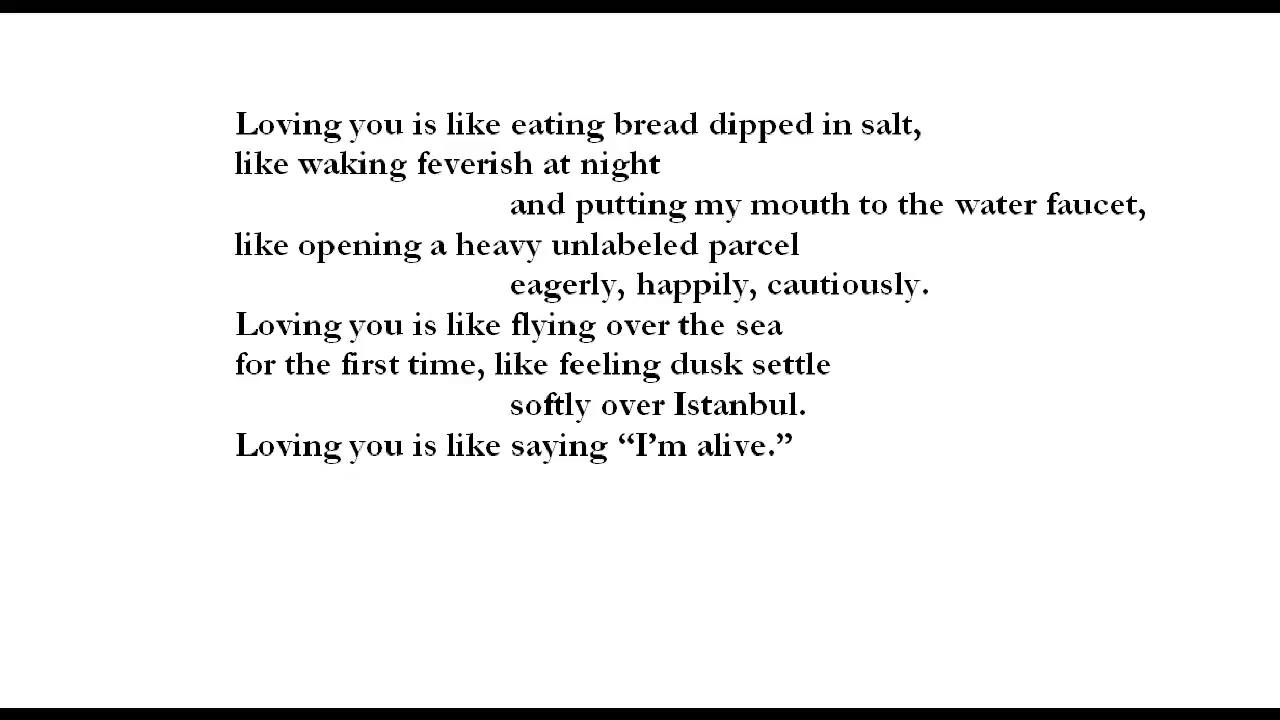 Loving you is like eating bread dipped in salt,
like waking feverish at night
and putting my mouth to the water faucet,
like opening a heavy unlabeled parcel
eagerly, happily, cautiously.
Loving you is like flying over the sea
for the first time, like feeling dusk settle
softly over Istanbul.
Loving you is like saying “I’m alive.”